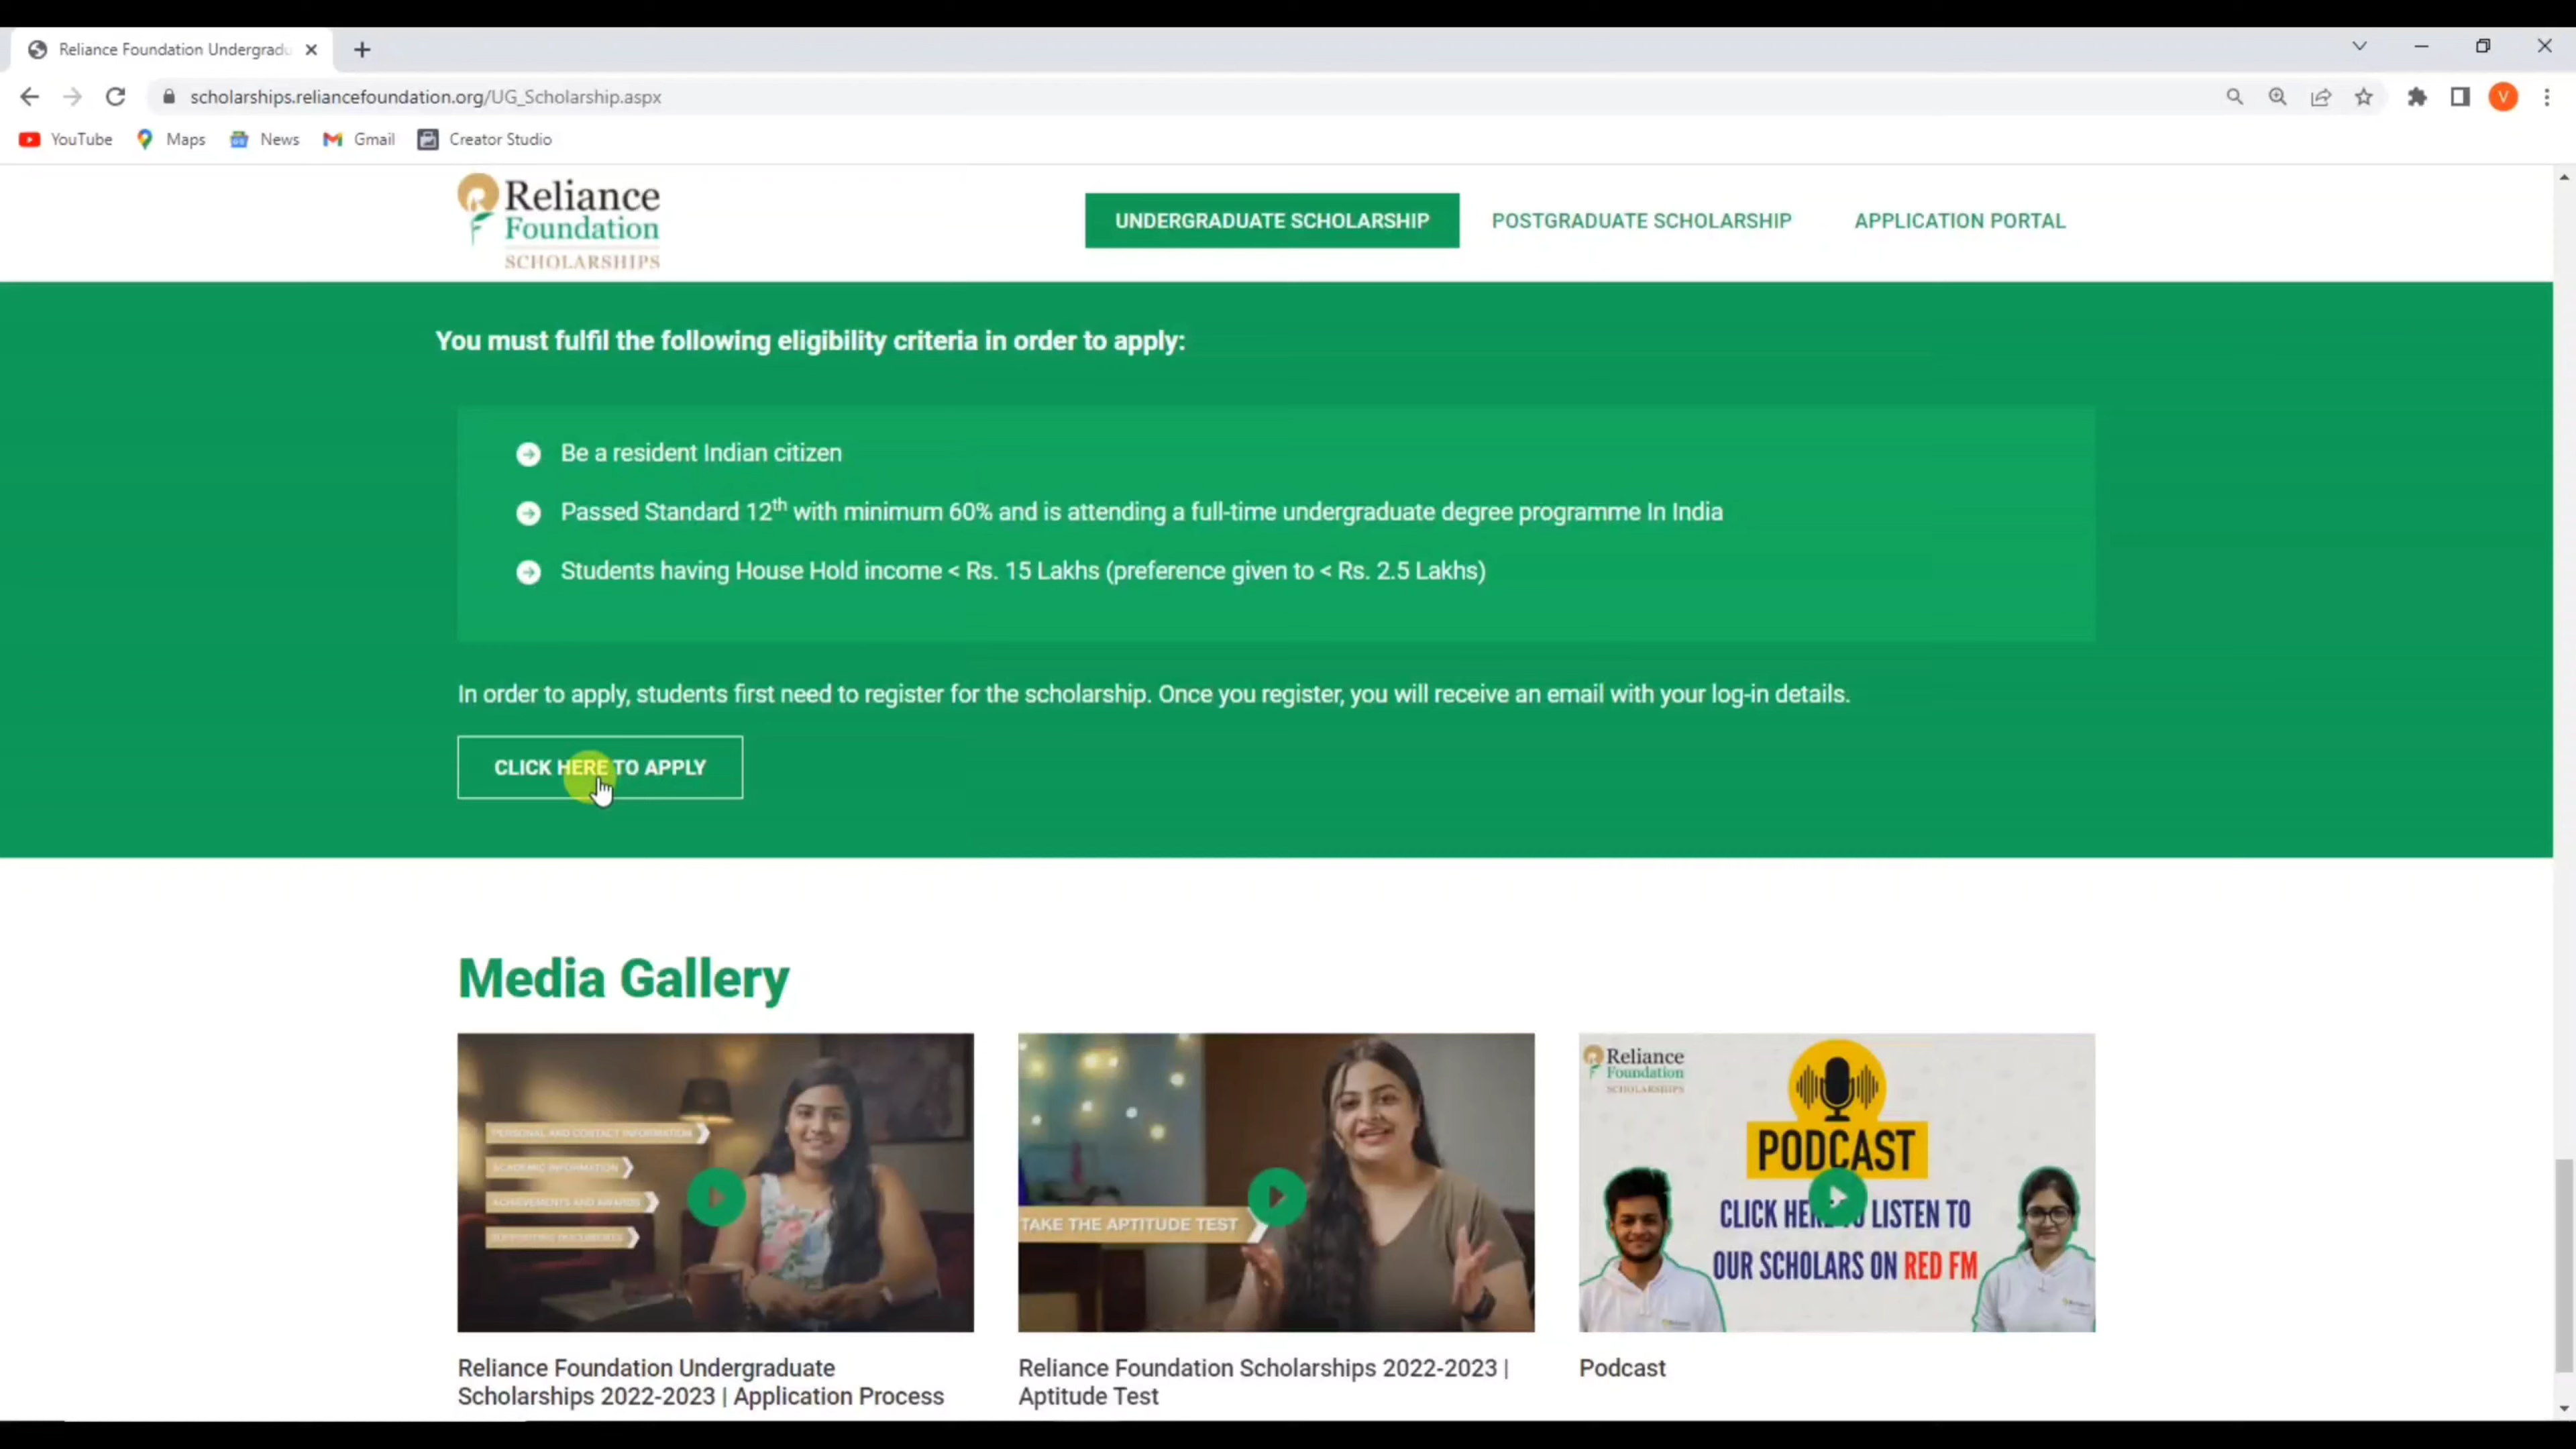 Reliance Foundation Undergradu
scholarships.reliancefoundation.org/UG_Scholarship.aspx
V
YouTube
Maps
News
Gmail
Creator Studio
Reliance
Foundation
SCHOLARSHIPS
UNDERGRADUATE SCHOLARSHIP
POSTGRADUATE SCHOLARSHIP
APPLICATION PORTAL
You must fulfil the following eligibility criteria in order to apply:
Be a resident Indian citizen
Passed Standard 12th with minimum 60% and is attending a full-time undergraduate degree programme In India
Students having House Hold income < Rs. 15 Lakhs (preference given to < Rs. 2.5 Lakhs)
In order to apply, students first need to register for the scholarship. Once you register, you will receive an email with your log-in details.
CLICK HERE TO APPLY
Media Gallery
PERSONAL AND CONTACT INFORMATION
ACADEMIC INFORMATION
ACHIEVEMENTS AND AWARDS
SUPPORTING DOCUMENTS
TAKE THE APTITUDE TEST
Reliance
Foundation
SCHOLARSHIPS
PODCAST
CLICK HERE TO LISTEN TO
OUR SCHOLARS ON RED FM
Reliance Foundation Undergraduate
Scholarships 2022-2023 | Application Process
Reliance Foundation Scholarships 2022-2023 |
Aptitude Test
Podcast